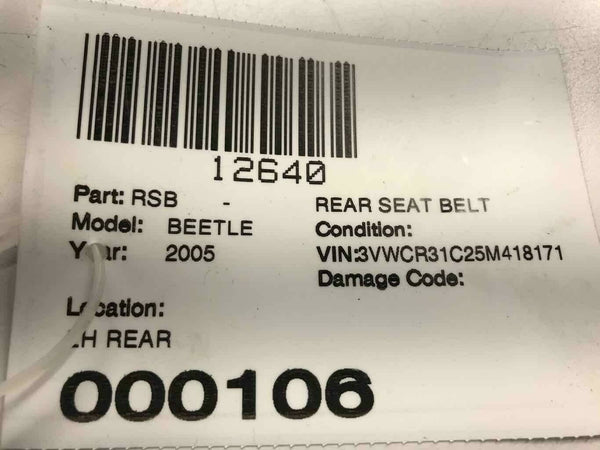 12640
Part: RSB - REAR SEAT BELT
Model: BEETLE Condition:
Year: 2005 VIN:3VWCR31C25M418171
Damage Code:
Location:
LH REAR
000106